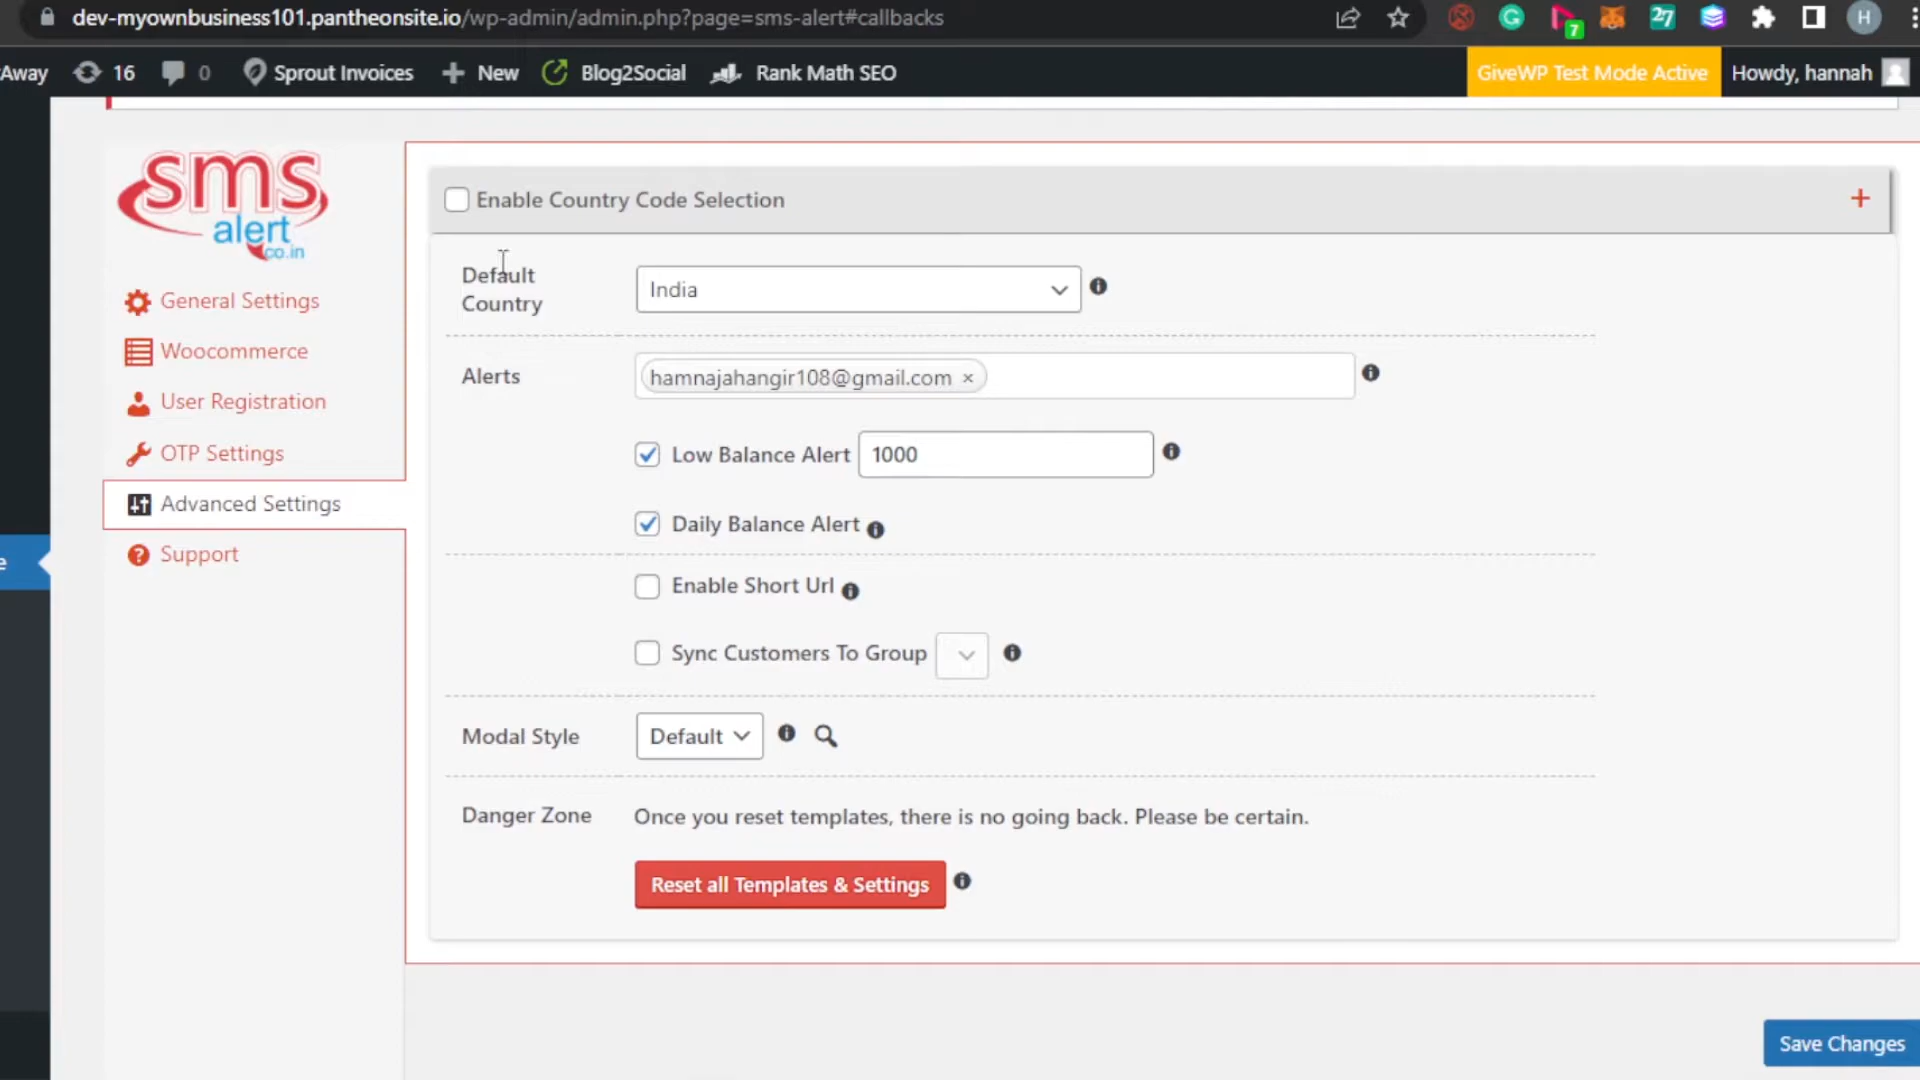 dev-myownbusiness101.pantheonsite.io/wp-admin/admin.php?page=sms-alert#callbacks
27
7
H
Away 16 0 Sprout Invoices New Blog2Social Rank Math SEO GiveWP Test Mode Active Howdy, hannah
sms
alert
co.in
General Settings
Woocommerce
User Registration
OTP Settings
Advanced Settings
Support
e
Enable Country Code Selection +
Default
Country
India
Alerts
hamnajahangir108@gmail.com ×
Low Balance Alert 1000
Daily Balance Alert
Enable Short Url
Sync Customers To Group
Modal Style Default
Danger Zone Once you reset templates, there is no going back. Please be certain.
Reset all Templates & Settings
Save Changes